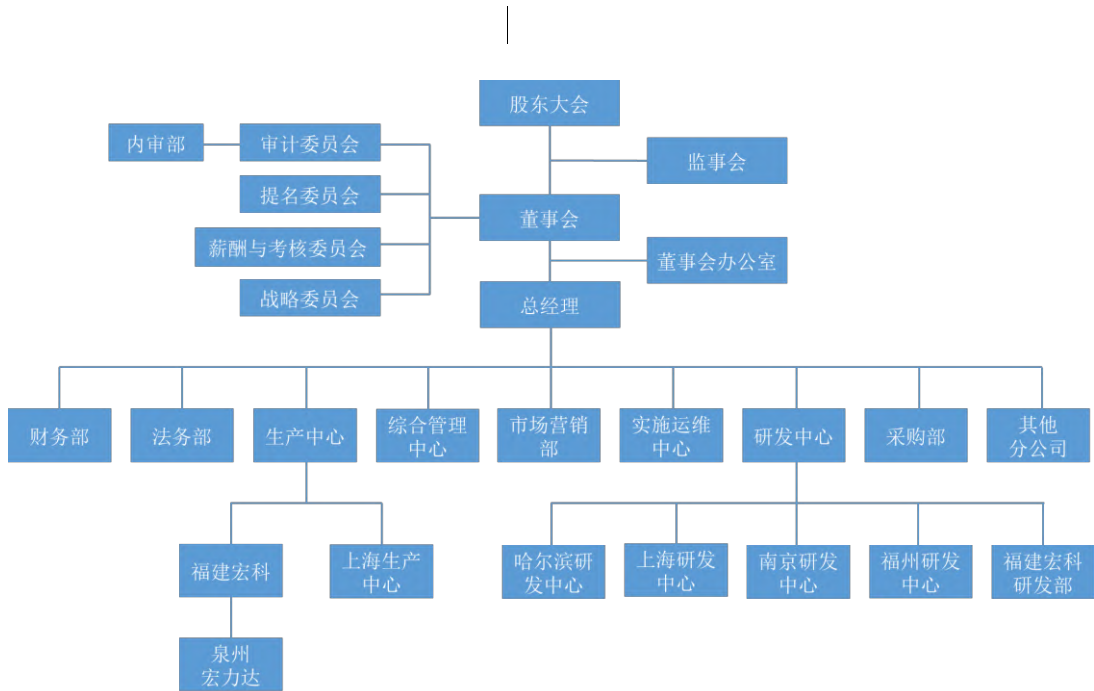 股东大会
内审部
审计委员会
监事会
提名委员会
董事会
薪酬与考核委员会
董事会办公室
战略委员会
总经理
财务部
法务部
生产中心
综合管理
中心
市场营销
部
实施运维
中心
研发中心
采购部
其他
分公司
福建宏科
上海生产
中心
哈尔滨研
发中心
上海研发
中心
南京研发
中心
福州研发
中心
福建宏科
研发部
泉州
宏力达